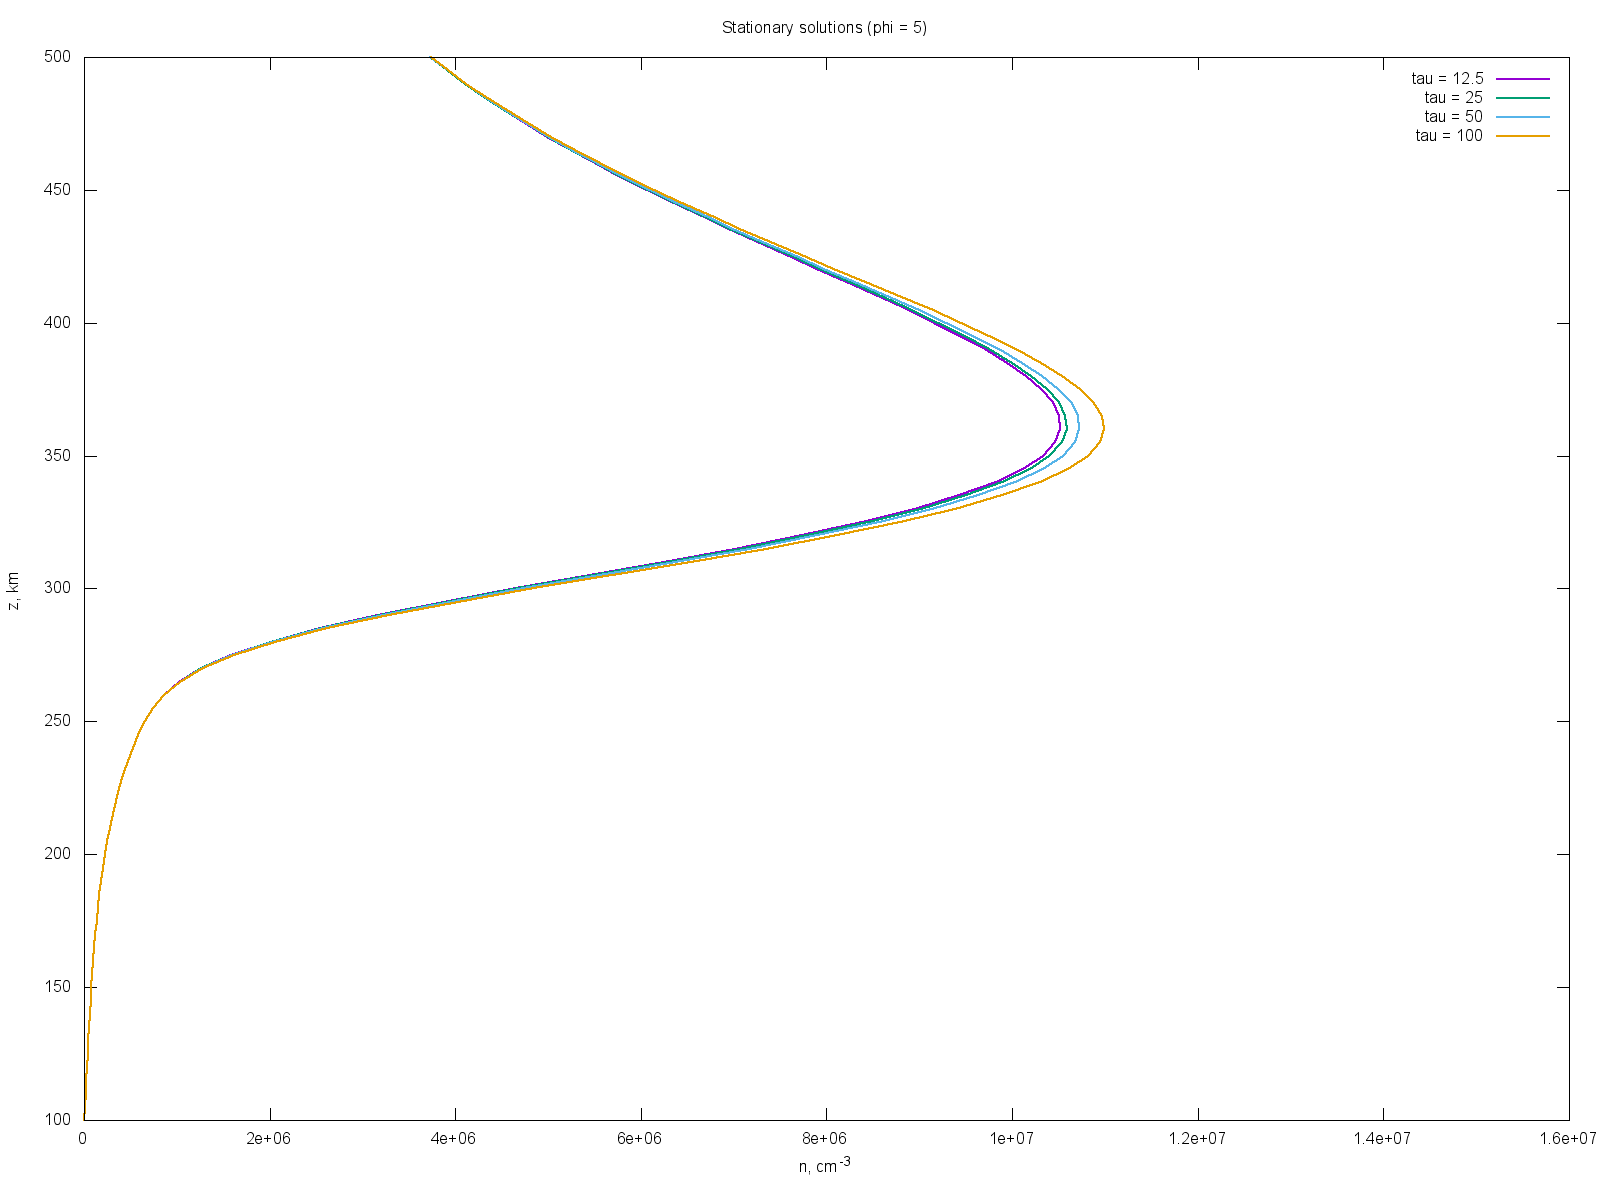 Stationary solutions (phi = 5)
500
450
400
350
300
250
200
150
100
z, km
tau = 12.5
tau = 25
tau = 50
tau = 100
0 2e+06 4e+06 6e+06 8e+06 1e+07 1.2e+07 1.4e+07 1.6e+07
n, cm-3